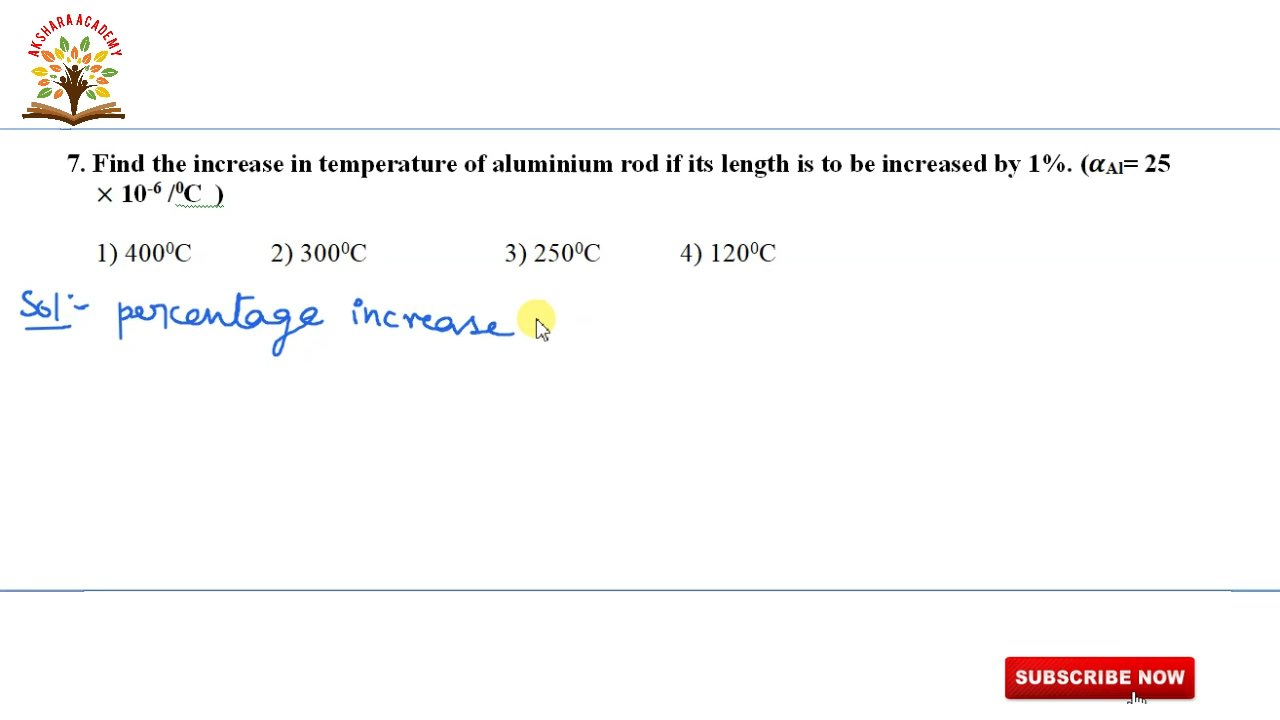 AKSHARA ACADEMY
7. Find the increase in temperature of aluminium rod if its length is to be increased by 1%. (αAl= 25
× 10⁻⁶ /⁰C )
1) 400⁰C 2) 300⁰C 3) 250⁰C 4) 120⁰C
Sol:- percentage increase
SUBSCRIBE NOW